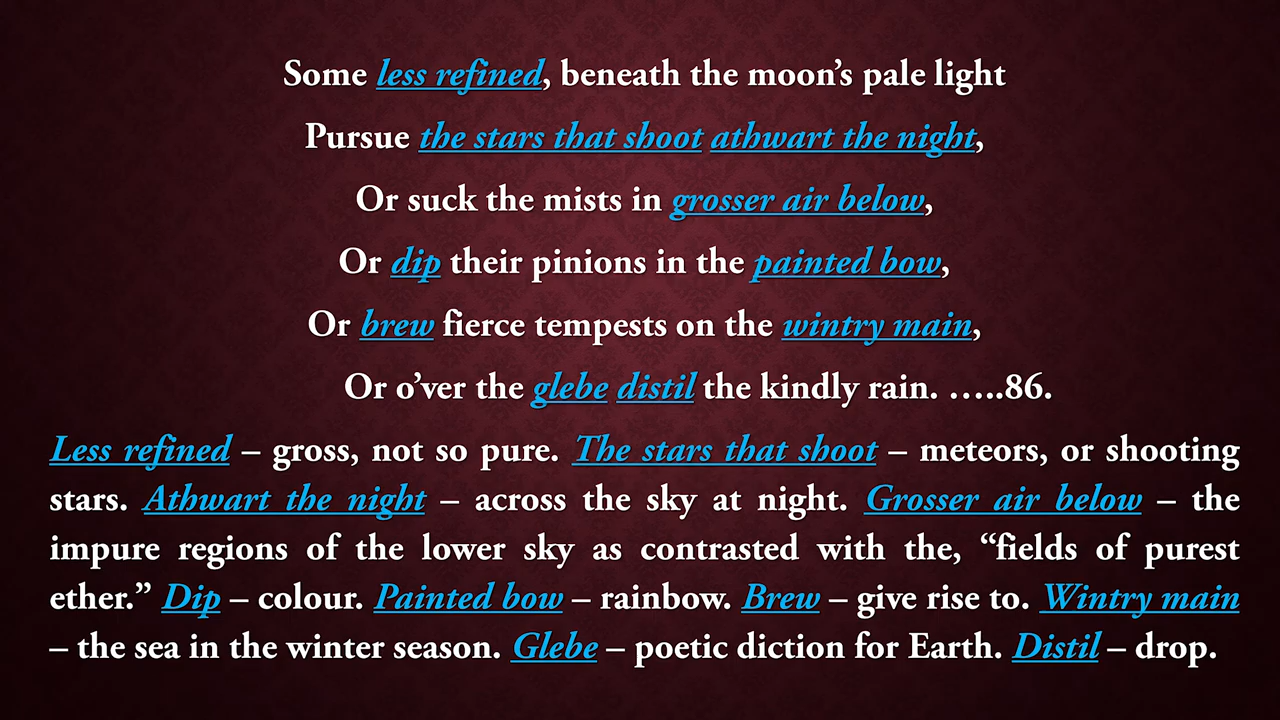 Some less refined, beneath the moon’s pale light
Pursue the stars that shoot athwart the night,
Or suck the mists in grosser air below,
Or dip their pinions in the painted bow,
Or brew fierce tempests on the wintry main,
Or o’ver the glebe distil the kindly rain. …..86.
Less refined – gross, not so pure. The stars that shoot – meteors, or shooting
stars. Athwart the night – across the sky at night. Grosser air below – the
impure regions of the lower sky as contrasted with the, “fields of purest
ether.” Dip – colour. Painted bow – rainbow. Brew – give rise to. Wintry main
– the sea in the winter season. Glebe – poetic diction for Earth. Distil – drop.